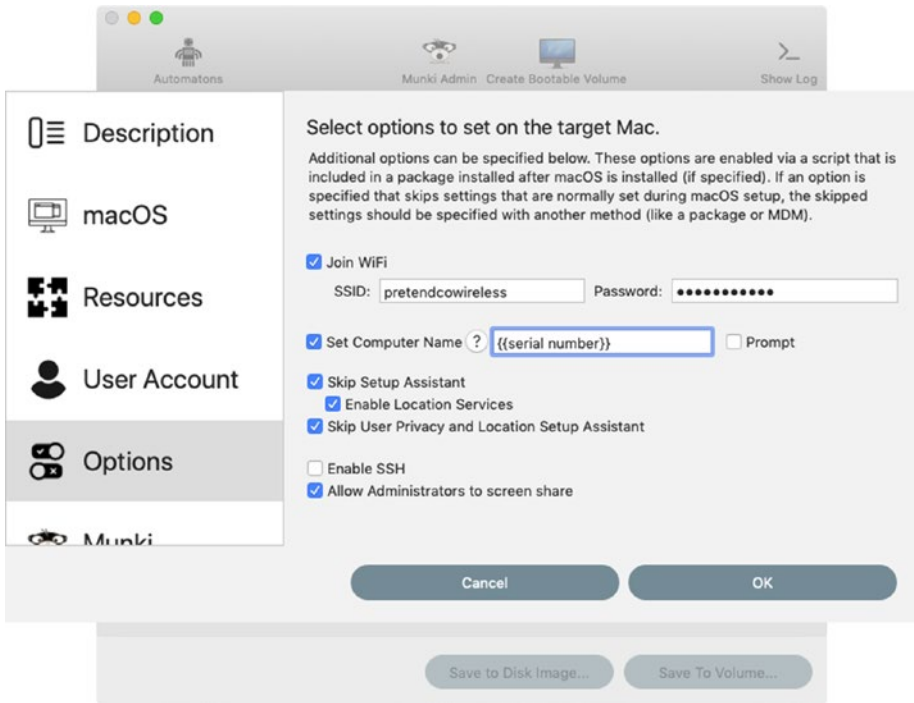 Automatons
Munki Admin
Create Bootable Volume
Show Log
Description
macOS
Resources
User Account
Options
Munki
Select options to set on the target Mac.
Additional options can be specified below. These options are enabled via a script that is
included in a package installed after macOS is installed (if specified). If an option is
specified that skips settings that are normally set during macOS setup, the skipped
settings should be specified with another method (like a package or MDM).
Join WiFi
SSID: pretendcowireless Password: ●●●●●●●●●●●
Set Computer Name ? {{serial number}} Prompt
Skip Setup Assistant
Enable Location Services
Skip User Privacy and Location Setup Assistant
Enable SSH
Allow Administrators to screen share
Cancel
OK
Save to Disk Image...
Save To Volume...